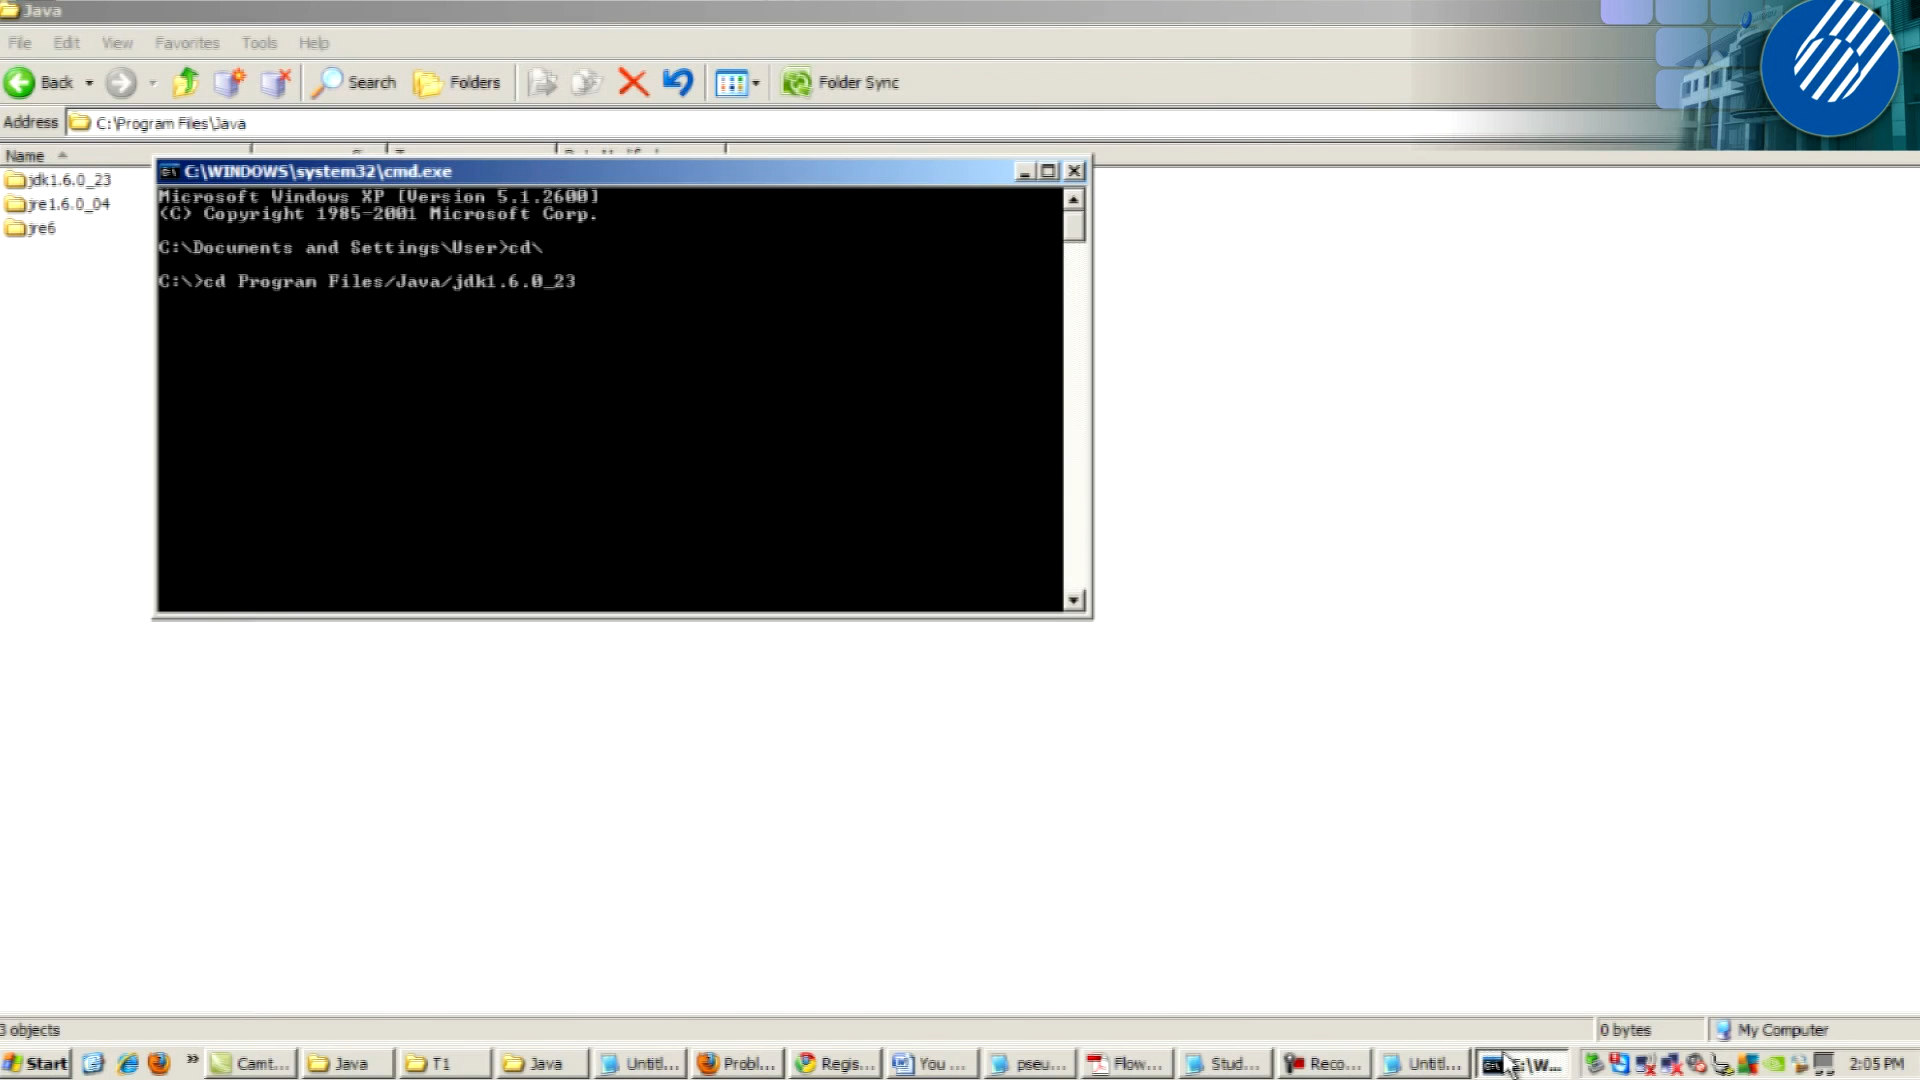 Java
File Edit View Favorites Tools Help
Back Search Folders Folder Sync
Address C:\Program Files\Java
Name
jdk1.6.0_23
jre1.6.0_04
jre6
C:\WINDOWS\system32\cmd.exe
Microsoft Windows XP [Version 5.1.2600]
(C) Copyright 1985-2001 Microsoft Corp.
C:\Documents and Settings\User>cd\
C:\>cd Program Files/Java/jdk1.6.0_23
3 objects 0 bytes My Computer
Start Camt... Java T1 Java Untitl... Probl... Regis... You ... pseu... Flow... Stud... Reco... Untitl... 2:05 PM